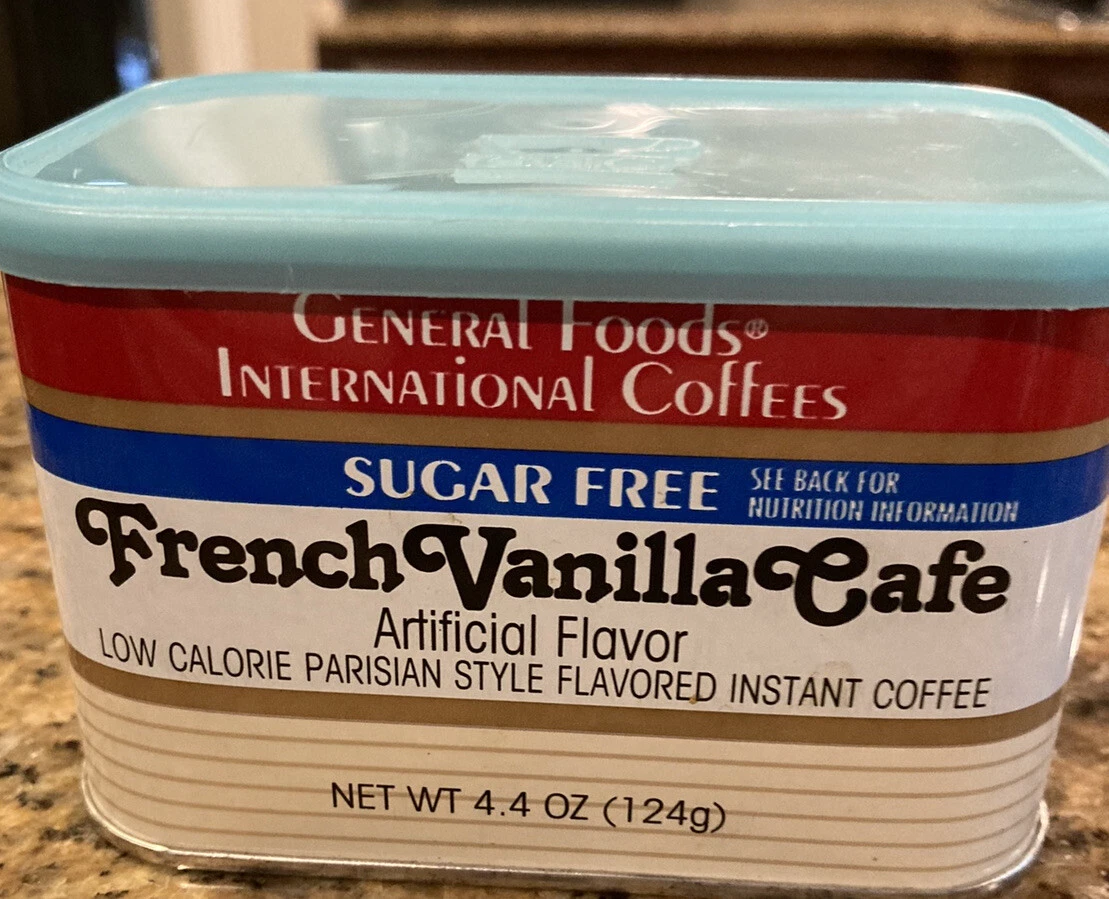 General Foods®
International Coffees
SUGAR FREE
SEE BACK FOR
NUTRITION INFORMATION
French Vanilla Cafe
Artificial Flavor
LOW CALORIE PARISIAN STYLE FLAVORED INSTANT COFFEE
NET WT 4.4 OZ (124g)